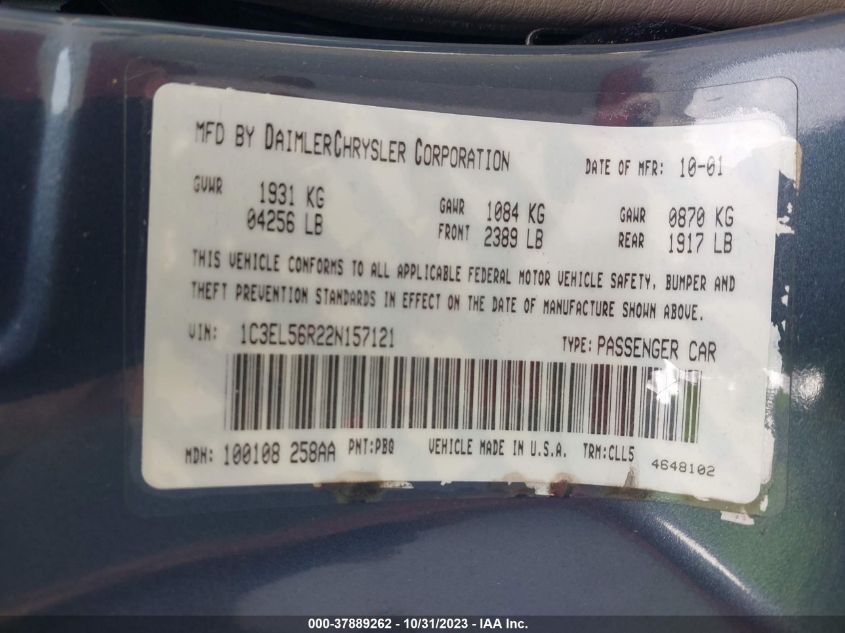 MFD BY DAIMLERCHRYSLER CORPORATION DATE OF MFR: 10-01
GVWR 1931 KG GAWR 1084 KG GAWR 0870 KG
04256 LB FRONT 2389 LB REAR 1917 LB
THIS VEHICLE CONFORMS TO ALL APPLICABLE FEDERAL MOTOR VEHICLE SAFETY, BUMPER AND
THEFT PREVENTION STANDARDS IN EFFECT ON THE DATE OF MANUFACTURE SHOWN ABOVE.
VIN: 1C3EL56R22N157121 TYPE: PASSENGER CAR
MDH: 100108 258AA PNT:PBQ VEHICLE MADE IN U.S.A. TRM:CLL5
4648102
000-37889262 - 10/31/2023 - IAA Inc.